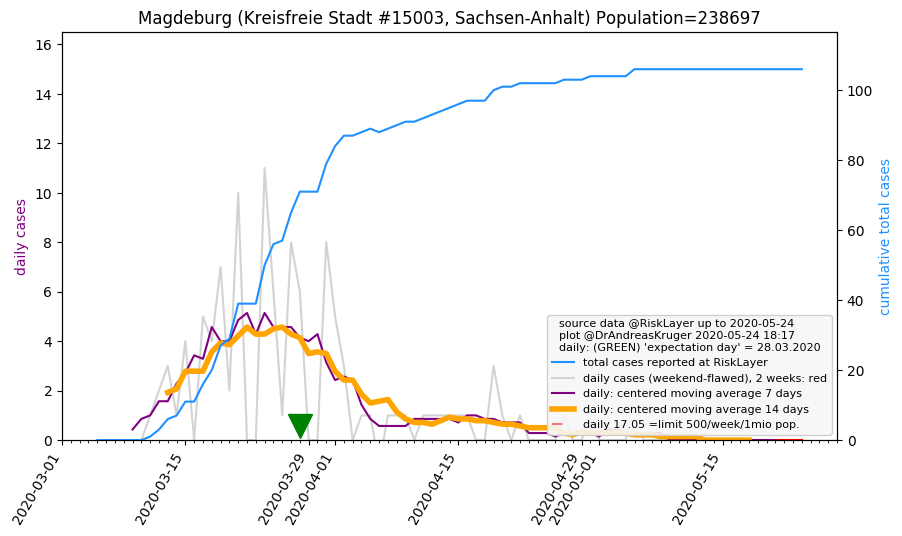 Magdeburg (Kreisfreie Stadt #15003, Sachsen-Anhalt) Population=238697
16
14
12
10
8
6
4
2
0
daily cases
100
80
60
40
20
0
cumulative total cases
source data @RiskLayer up to 2020-05-24
plot @DrAndreasKruger 2020-05-24 18:17
daily: (GREEN) 'expectation day' = 28.03.2020
total cases reported at RiskLayer
daily cases (weekend-flawed), 2 weeks: red
daily: centered moving average 7 days
daily: centered moving average 14 days
daily 17.05 =limit 500/week/1mio pop.
2020-03-01
2020-03-15
2020-03-29
2020-04-01
2020-04-15
2020-04-29
2020-05-01
2020-05-15